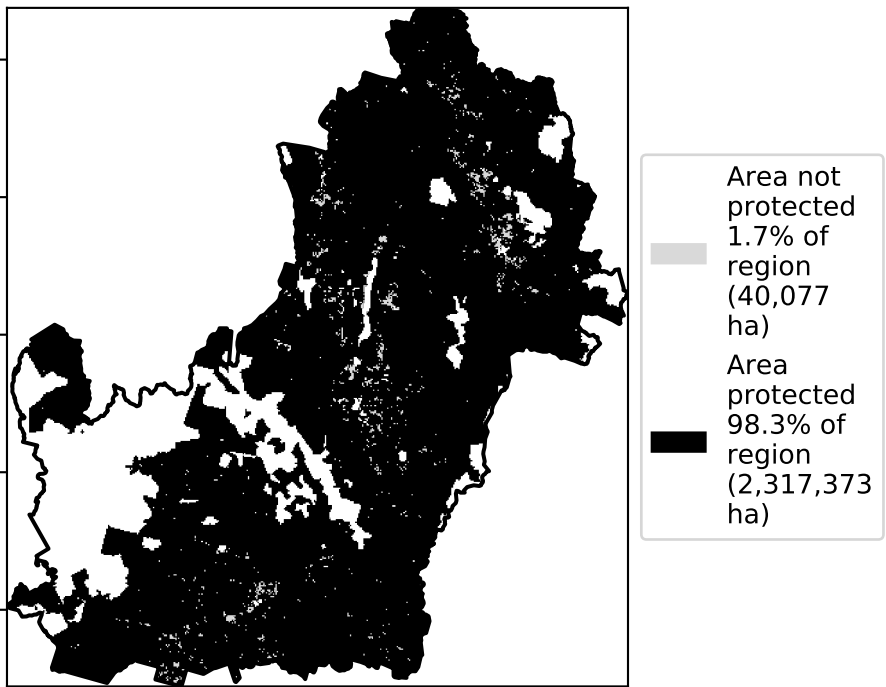 Area not
protected
1.7% of
region
(40,077
ha)
Area
protected
98.3% of
region
(2,317,373
ha)